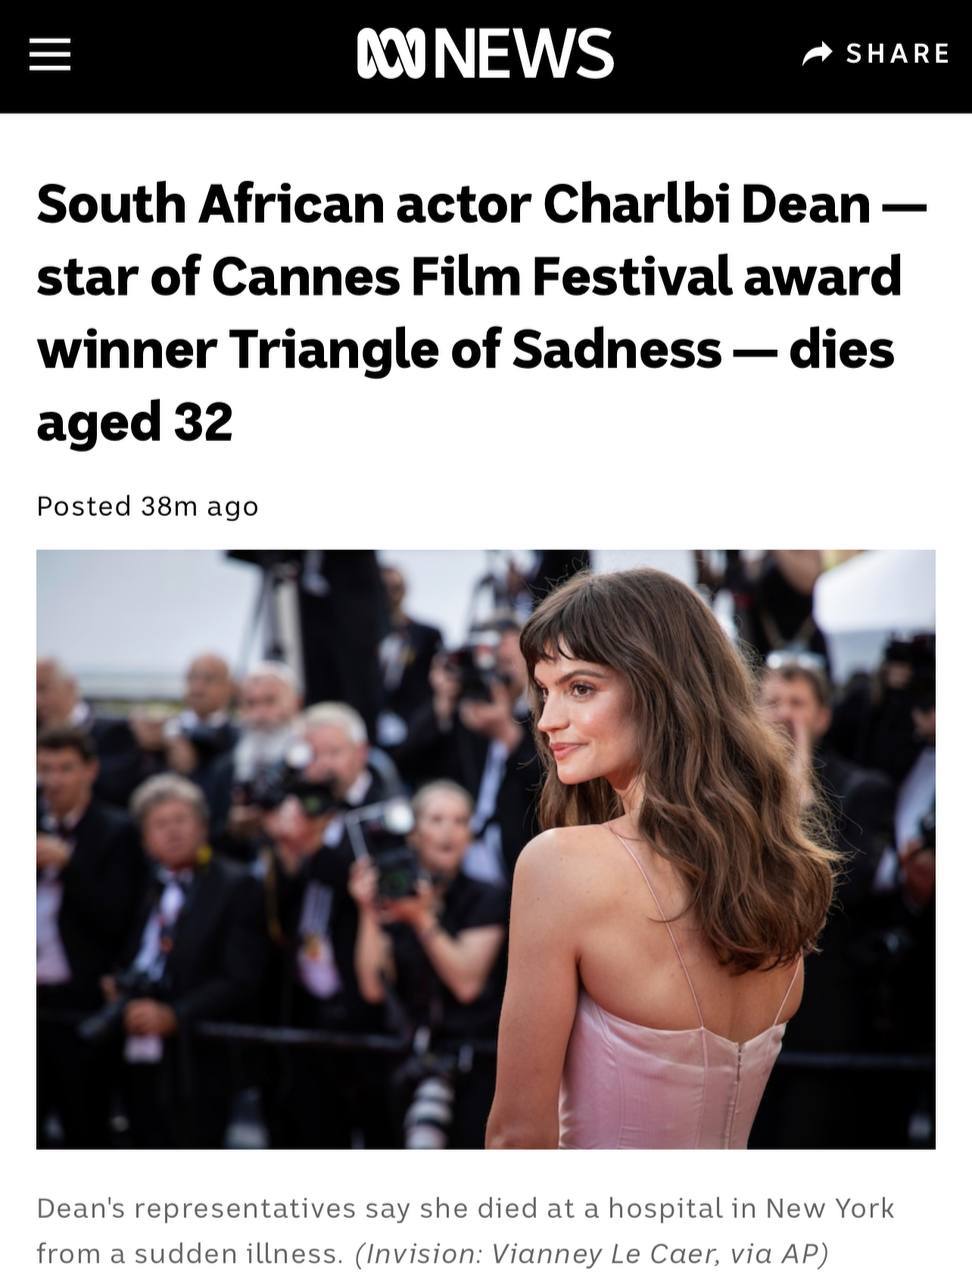 NEWS
SHARE
South African actor Charlbi Dean —
star of Cannes Film Festival award
winner Triangle of Sadness — dies
aged 32
Posted 38m ago
Dean's representatives say she died at a hospital in New York
from a sudden illness. (Invision: Vianney Le Caer, via AP)